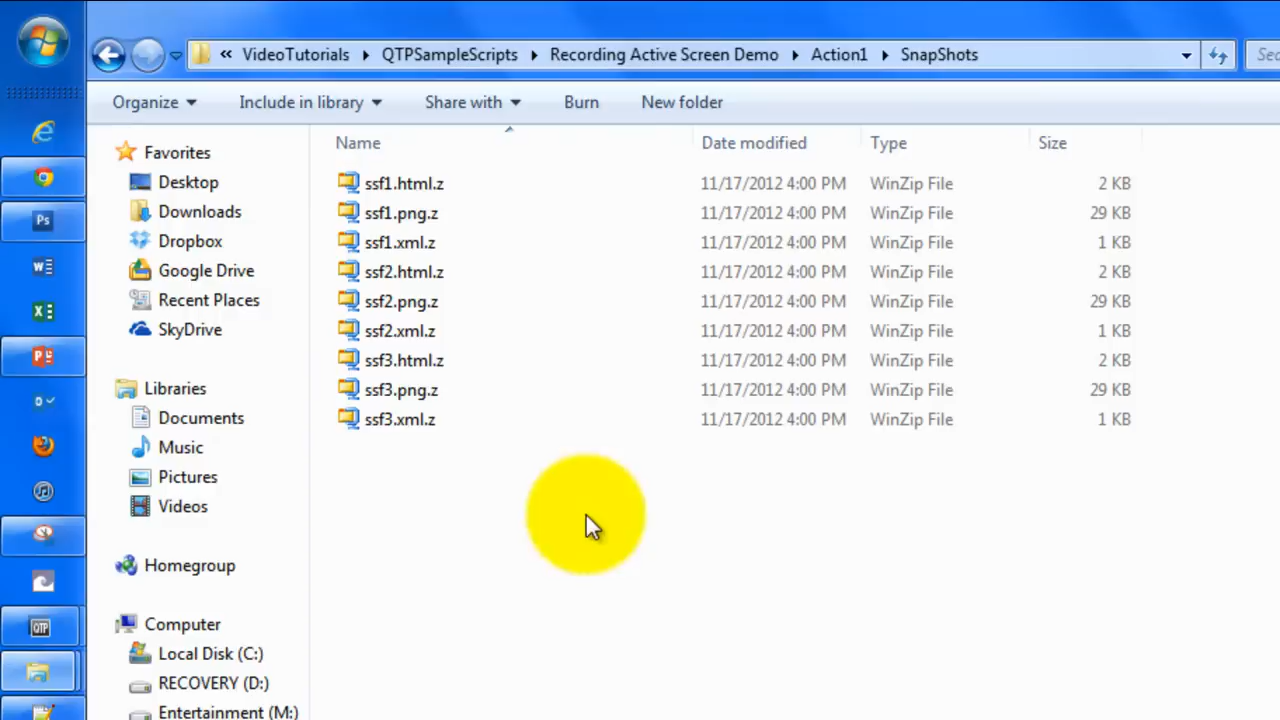 « VideoTutorials QTPSampleScripts Recording Active Screen Demo Action1 SnapShots
Organize Include in library Share with Burn New folder
Name Date modified Type Size
Favorites
Desktop
Downloads
Dropbox
Google Drive
Recent Places
SkyDrive
Libraries
Documents
Music
Pictures
Videos
Homegroup
Computer
Local Disk (C:)
RECOVERY (D:)
Entertainment (M:)
ssf1.html.z 11/17/2012 4:00 PM WinZip File 2 KB
ssf1.png.z 11/17/2012 4:00 PM WinZip File 29 KB
ssf1.xml.z 11/17/2012 4:00 PM WinZip File 1 KB
ssf2.html.z 11/17/2012 4:00 PM WinZip File 2 KB
ssf2.png.z 11/17/2012 4:00 PM WinZip File 29 KB
ssf2.xml.z 11/17/2012 4:00 PM WinZip File 1 KB
ssf3.html.z 11/17/2012 4:00 PM WinZip File 2 KB
ssf3.png.z 11/17/2012 4:00 PM WinZip File 29 KB
ssf3.xml.z 11/17/2012 4:00 PM WinZip File 1 KB
Ps
QTP